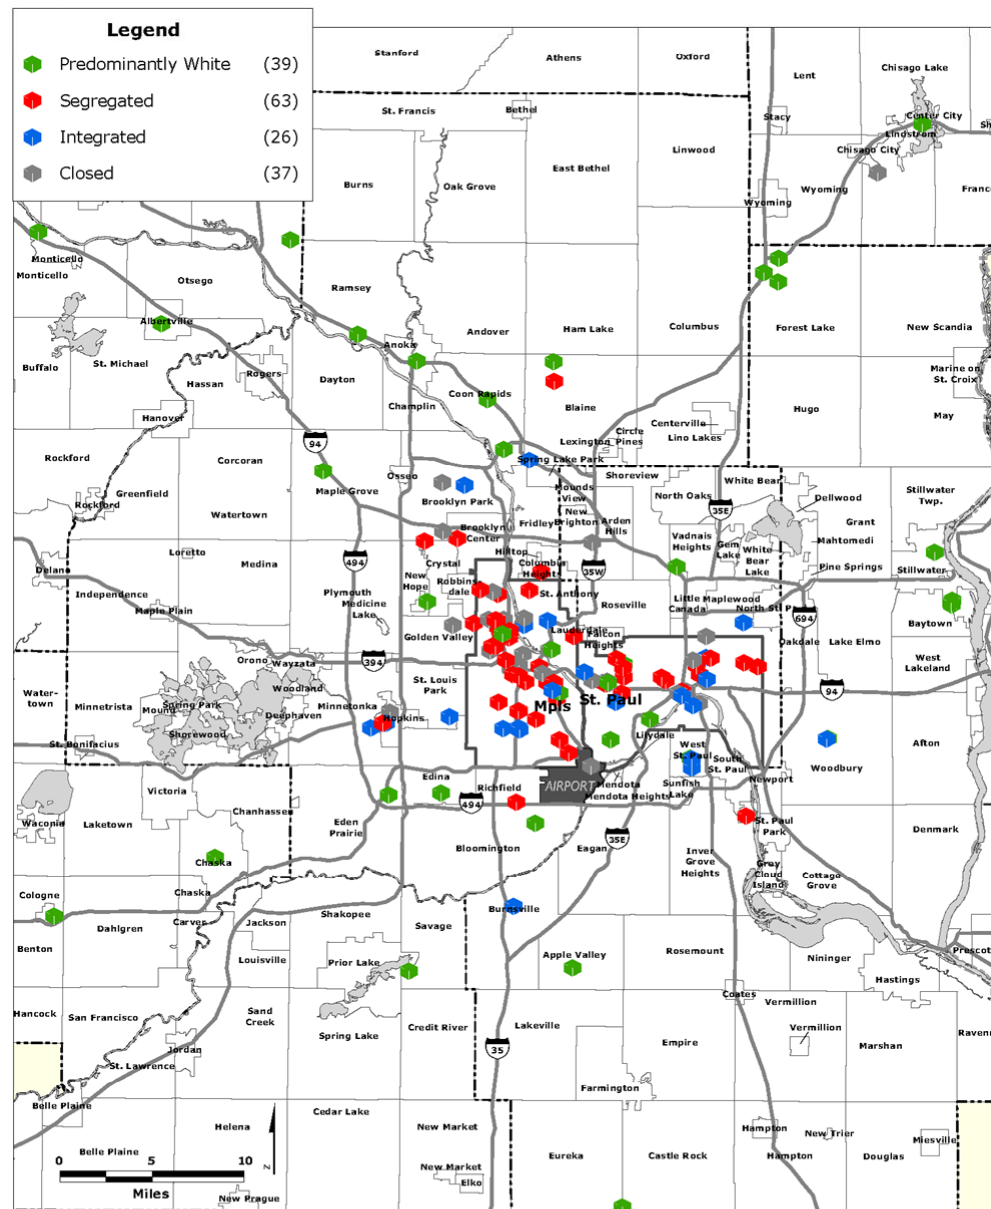 Legend
Predominantly White (39)
Segregated (63)
Integrated (26)
Closed (37)
Stanford
Athens
Oxford
Lent
Chisago Lake
St. Francis
Bethel
Stacy
Center City
Lindstrom
Linwood
Chisago City
Burns
Oak Grove
East Bethel
Wyoming
Wyoming
Monticello
Monticello
Otsego
Ramsey
Albertville
Andover
Ham Lake
Columbus
Forest Lake
New Scandia
Anoka
Buffalo
St. Michael
Hassan
Rogers
Dayton
Marine on
St. Croix
Hanover
Champlin
Coon Rapids
Blaine
Centerville
Hugo
May
Circle
Pines
Lexington
Lino Lakes
Rockford
Corcoran
94
Spring Lake Park
Osseo
Shoreview
Greenfield
Rockford
Maple Grove
Brooklyn Park
Mounds
View
North Oaks
White Bear
Dellwood
Stillwater
Twp.
Watertown
New
Brighton
Arden
Hills
35E
Grant
Brooklyn
Center
Fridley
Mahtomedi
Loretto
Medina
Hilltop
Vadnais
Heights
Gem
Lake
White
Bear
Lake
Pine Springs
Stillwater
Delano
494
Crystal
Columbia
Heights
35W
Independence
Plymouth
New
Hope
Robbins
dale
St. Anthony
Little
Canada
Maplewood
Maple Plain
Medicine
Lake
Roseville
North St. P
694
Baytown
Golden Valley
Lauderdale
Falcon
Heights
Oakdale
Lake Elmo
Orono
Wayzata
394
West
Lakeland
Water-
town
Minnetrista
Woodland
St. Louis
Park
94
Spring Park
Mound
Deephaven
Minnetonka
Hopkins
Mpls
St. Paul
Shorewood
St. Bonifacius
Lilydale
Afton
West
St. Paul
South
St. Paul
Woodbury
Victoria
Edina
Richfield
AIRPORT
Mendota
Mendota Heights
Sunfish
Lake
Newport
Waconia
Laketown
Chanhassen
494
Eden
Prairie
St. Paul
Park
Denmark
Bloomington
Eagan
35E
Inver
Grove
Heights
Chaska
Grey
Cloud
Island
Cottage
Grove
Cologne
Chaska
Carver
Shakopee
Burnsville
Dahlgren
Jackson
Savage
Benton
Louisville
Prior Lake
Apple Valley
Rosemount
Nininger
Hastings
Coates
Hancock
San Francisco
Sand
Creek
Spring Lake
Credit River
Lakeville
Vermillion
Vermillion
Empire
Marshan
Jordan
35
St. Lawrence
Farmington
Belle Plaine
Cedar Lake
Helena
New Market
Hampton
New Trier
Miesville
Belle Plaine
Eureka
Castle Rock
Hampton
Douglas
0 5 10
Miles
New Market
Elko
New Prague